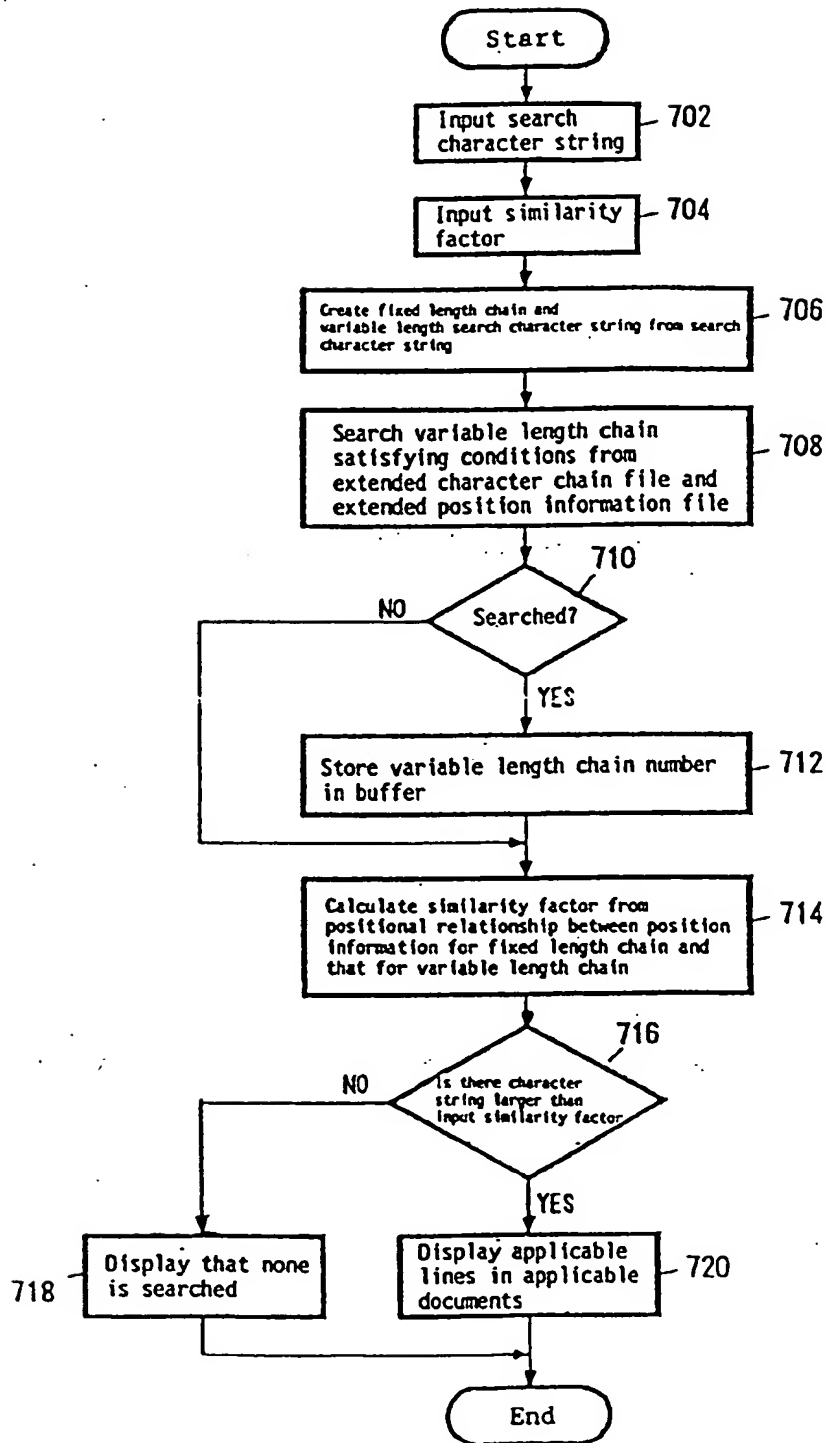 Start
Input search
character string
702
Input similarity
factor
704
Create fixed length chain and
variable length search character string from search
character string
706
Search variable length chain
satisfying conditions from
extended character chain file and
extended position information file
708
710
Searched?
NO
YES
Store variable length chain number
in buffer
712
Calculate similarity factor from
positional relationship between position
information for fixed length chain and
that for variable length chain
714
716
Is there character
string larger than
input similarity factor
NO
YES
Display that none
is searched
718
Display applicable
lines in applicable
documents
720
End